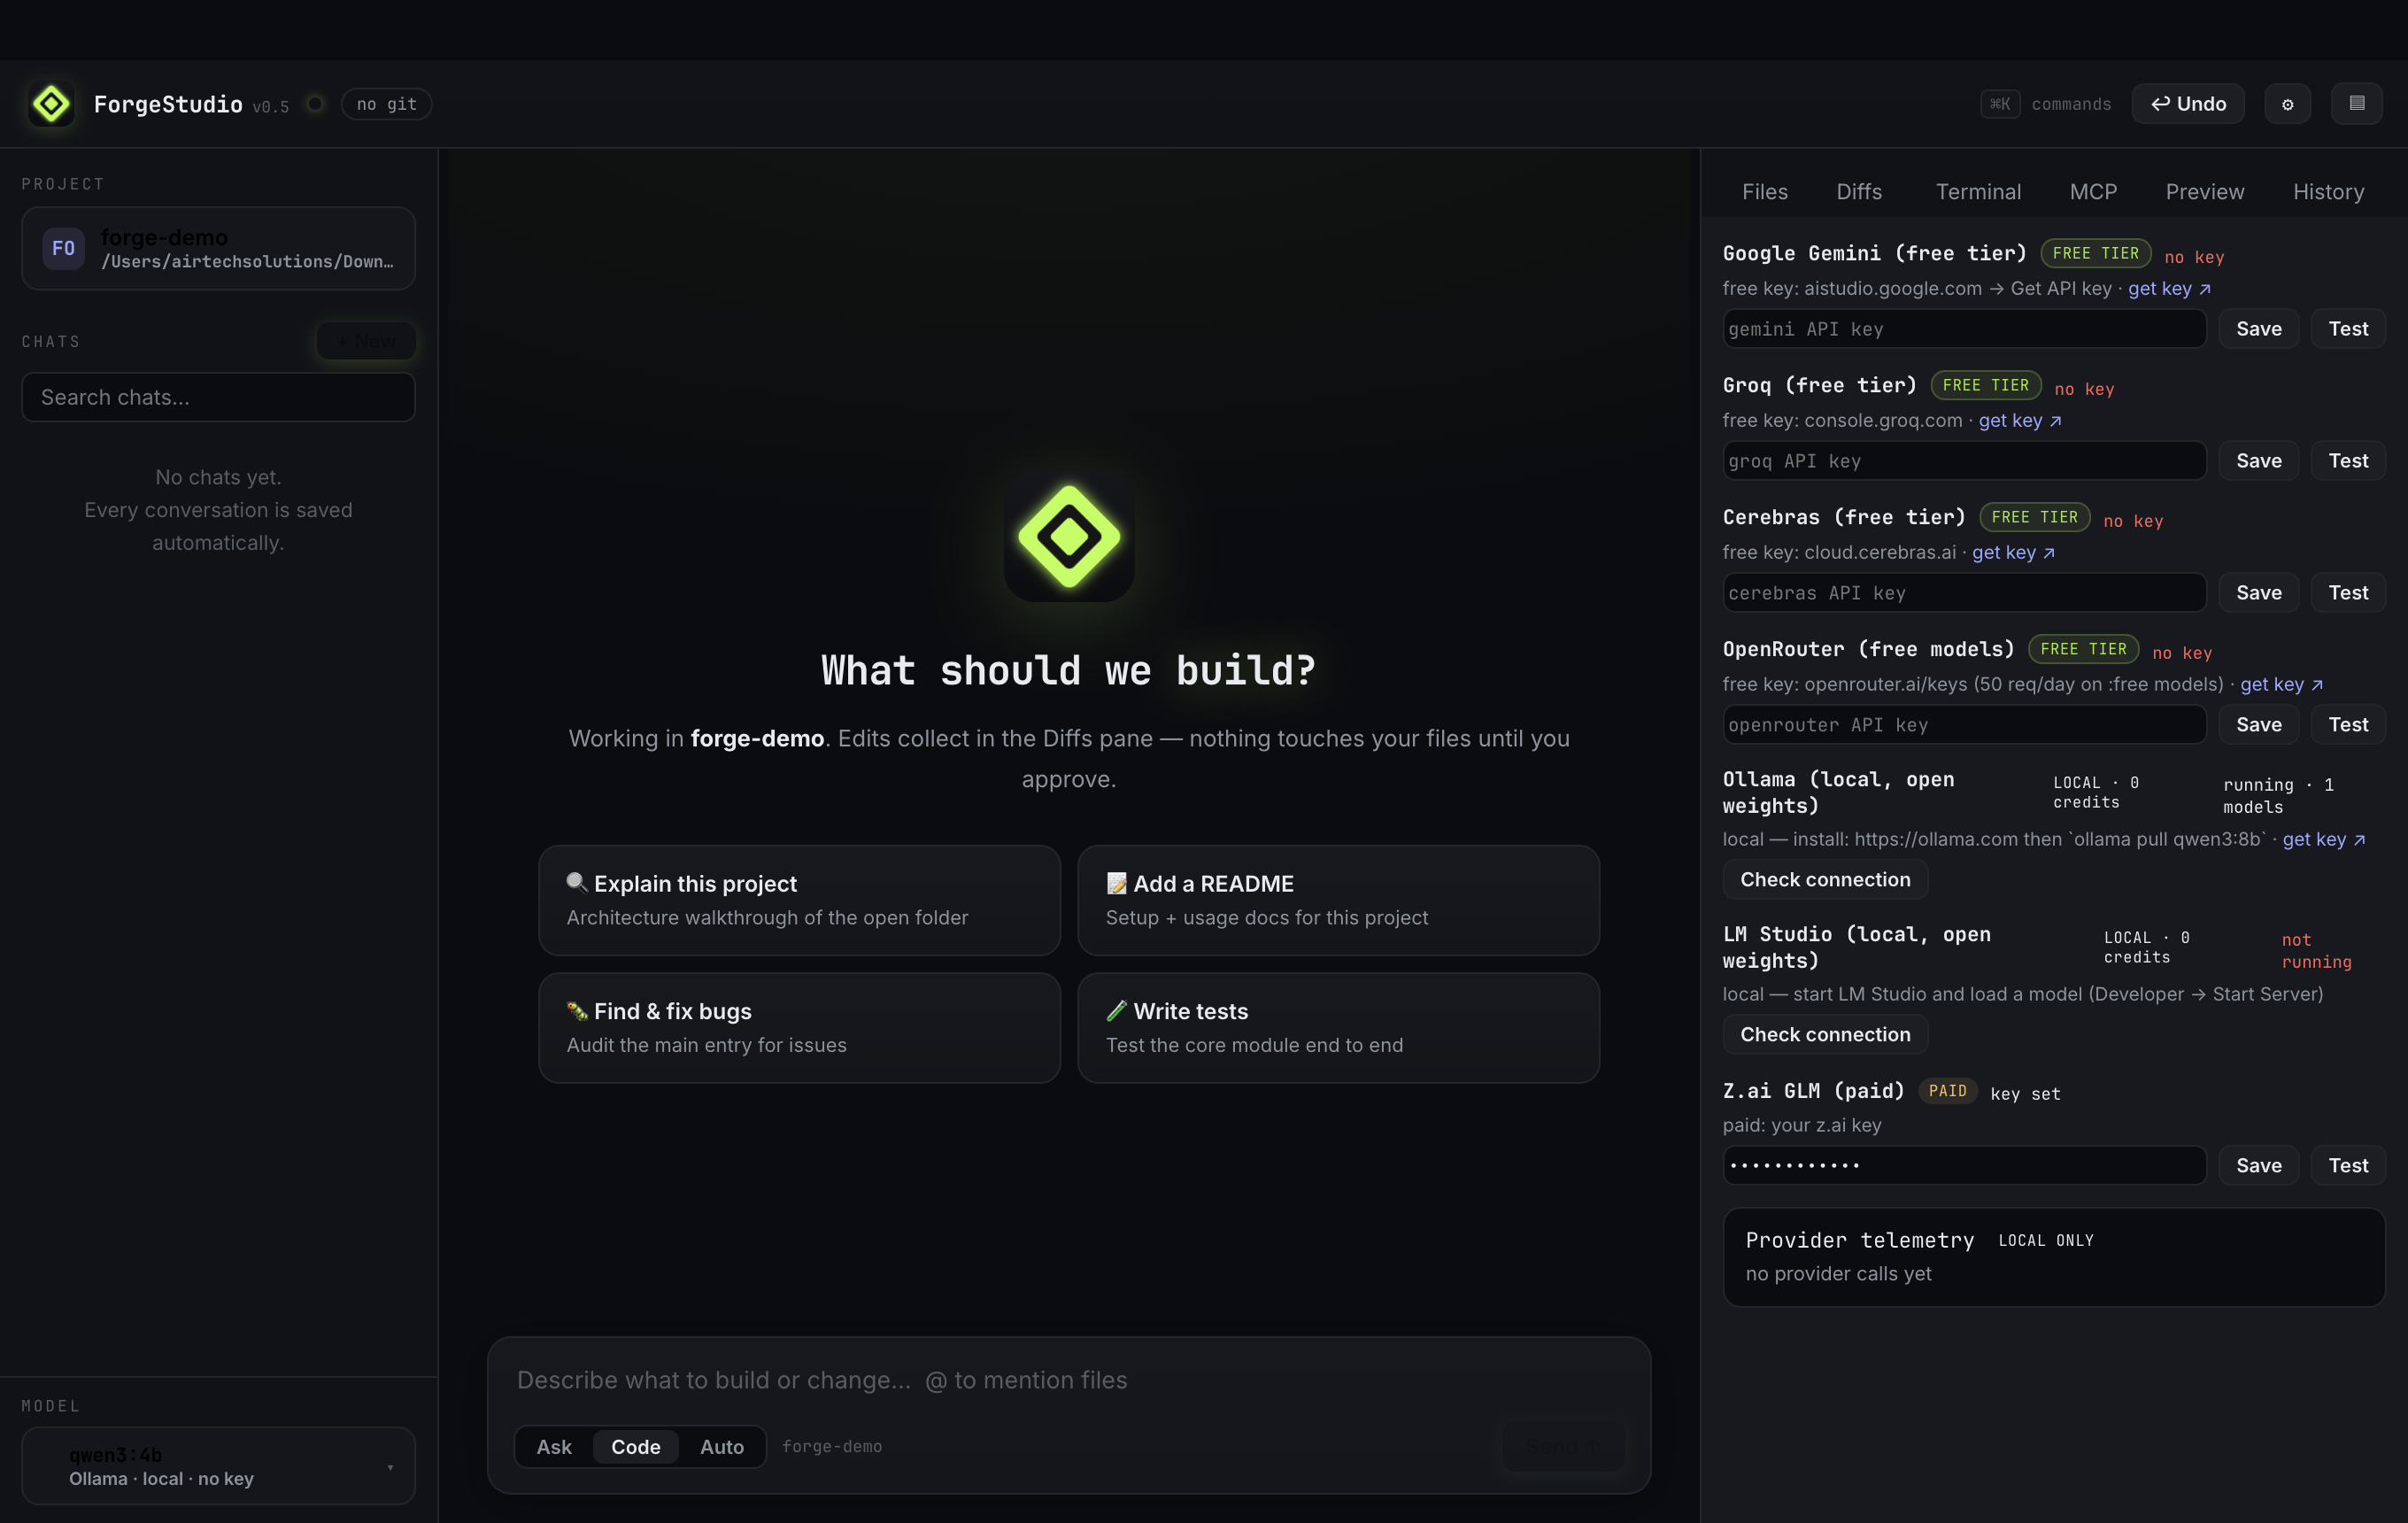 ForgeStudio v0.5 no git
⌘K commands ↩ Undo
PROJECT
FO
forge-demo
/Users/airtechsolutions/Down…
CHATS
+ New
Search chats…
No chats yet.
Every conversation is saved
automatically.
MODEL
qwen3:4b
Ollama · local · no key
What should we build?
Working in forge-demo. Edits collect in the Diffs pane — nothing touches your files until you
approve.
🔍 Explain this project
Architecture walkthrough of the open folder
📝 Add a README
Setup + usage docs for this project
🐛 Find & fix bugs
Audit the main entry for issues
🧪 Write tests
Test the core module end to end
Describe what to build or change… @ to mention files
Ask Code Auto forge-demo
Send ↑
Files Diffs Terminal MCP Preview History
Google Gemini (free tier) FREE TIER no key
free key: aistudio.google.com → Get API key · get key ↗
gemini API key Save Test
Groq (free tier) FREE TIER no key
free key: console.groq.com · get key ↗
groq API key Save Test
Cerebras (free tier) FREE TIER no key
free key: cloud.cerebras.ai · get key ↗
cerebras API key Save Test
OpenRouter (free models) FREE TIER no key
free key: openrouter.ai/keys (50 req/day on :free models) · get key ↗
openrouter API key Save Test
Ollama (local, open
weights)
LOCAL · 0
credits
running · 1
models
local — install: https://ollama.com then `ollama pull qwen3:8b` · get key ↗
Check connection
LM Studio (local, open
weights)
LOCAL · 0
credits
not
running
local — start LM Studio and load a model (Developer → Start Server)
Check connection
Z.ai GLM (paid) PAID key set
paid: your z.ai key
•••••••••••• Save Test
Provider telemetry LOCAL ONLY
no provider calls yet